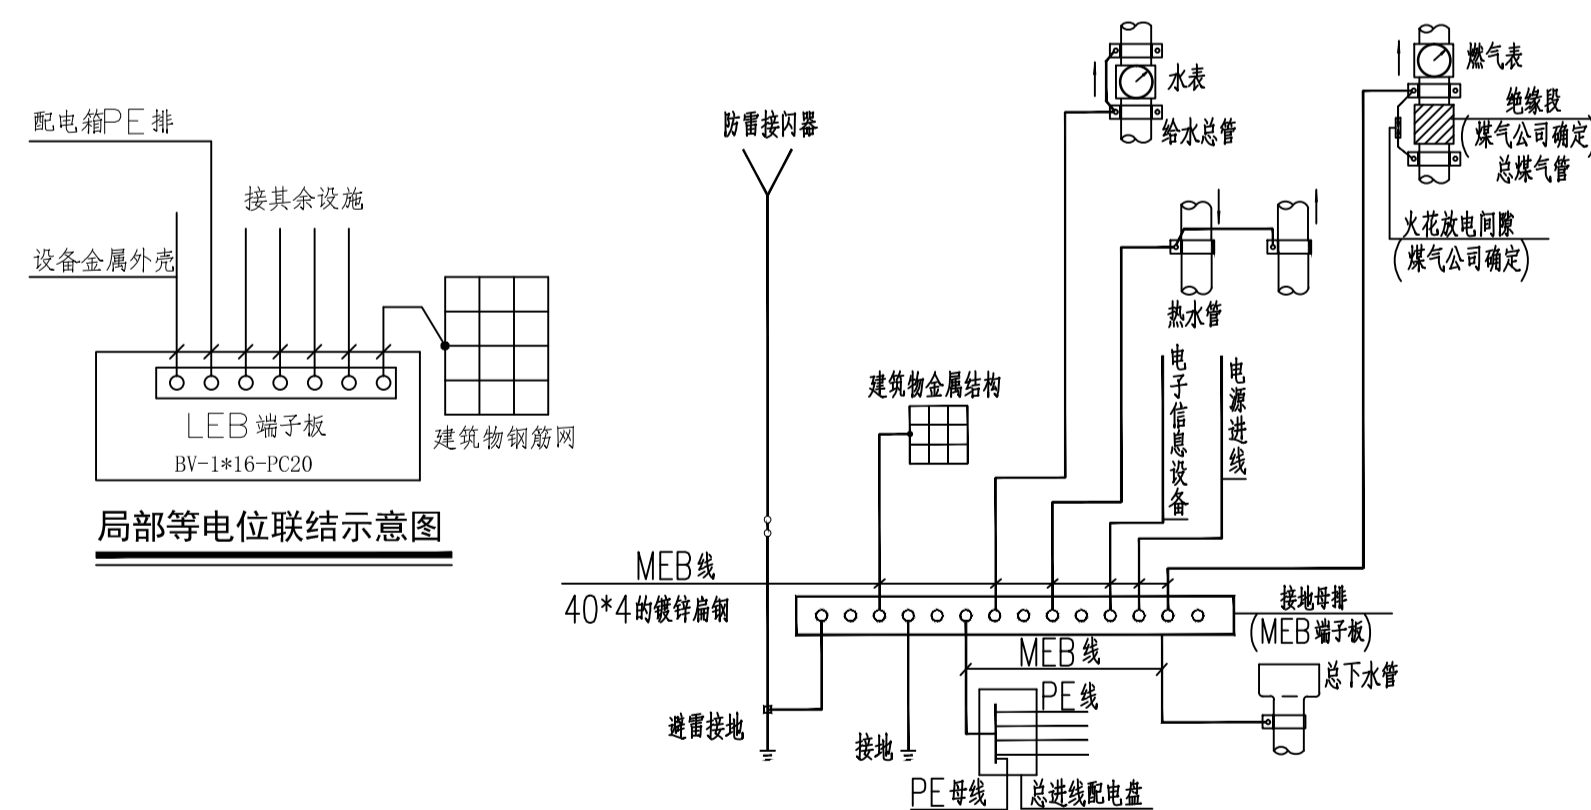 配电箱PE排
接其余设施
设备金属外壳
LEB端子板
BV-1*16-PC20
建筑物钢筋网
局部等电位联结示意图
防雷接闪器
水表
给水总管
燃气表
绝缘段
(煤气公司确定)
总煤气管
火花放电间隙
(煤气公司确定)
热水管
建筑物金属结构
电子信息设备
电源进线
MEB线
40*4的镀锌扁钢
接地母排
(MEB端子板)
MEB线
总下水管
PE线
避雷接地
接地
PE母线
总进线配电盘